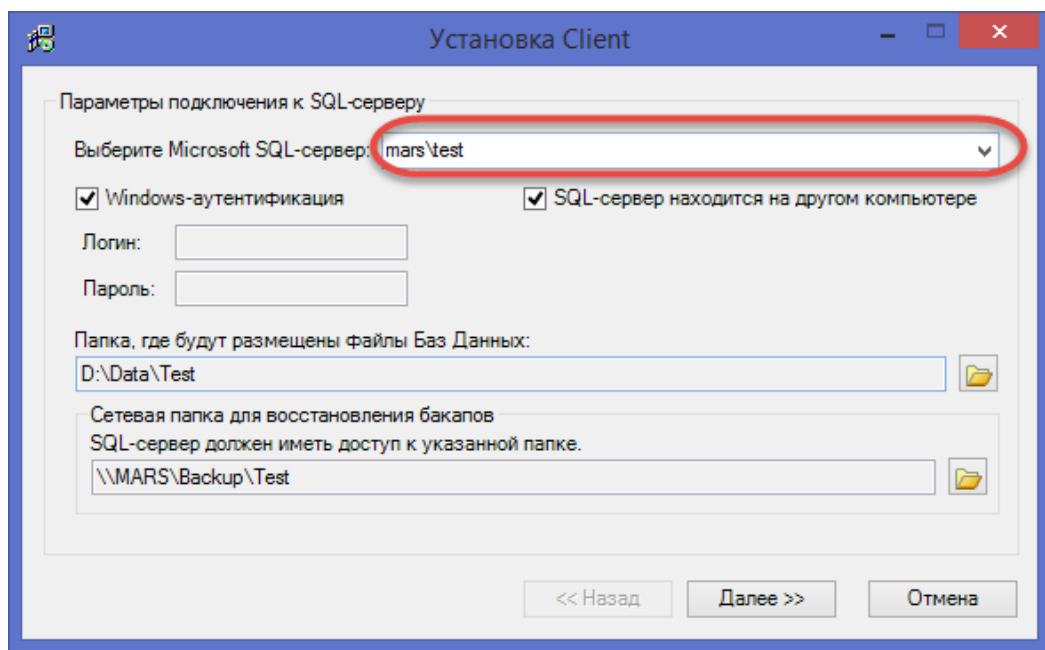 Установка Client
Параметры подключения к SQL-серверу
Выберите Microsoft SQL-сервер: mars\test
Windows-аутентификация SQL-сервер находится на другом компьютере
Логин:
Пароль:
Папка, где будут размещены файлы Баз Данных:
D:\Data\Test
Сетевая папка для восстановления бакапов
SQL-сервер должен иметь доступ к указанной папке.
\\MARS\Backup\Test
<< Назад Далее >> Отмена